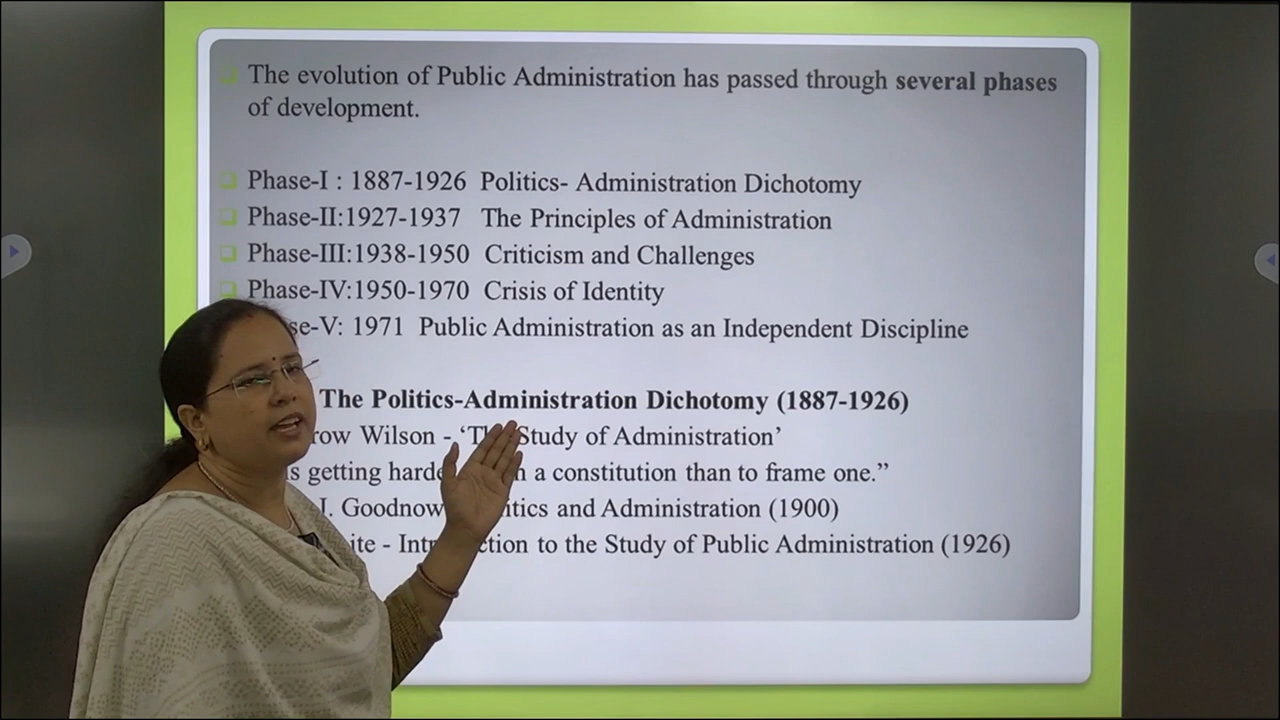 The evolution of Public Administration has passed through several phases
of development.
Phase-I : 1887-1926 Politics- Administration Dichotomy
Phase-II:1927-1937 The Principles of Administration
Phase-III:1938-1950 Criticism and Challenges
Phase-IV:1950-1970 Crisis of Identity
se-V: 1971 Public Administration as an Independent Discipline
The Politics-Administration Dichotomy (1887-1926)
row Wilson - ‘The Study of Administration’
s getting harde a constitution than to frame one.”
J. Goodnow itics and Administration (1900)
ite - Int ction to the Study of Public Administration (1926)